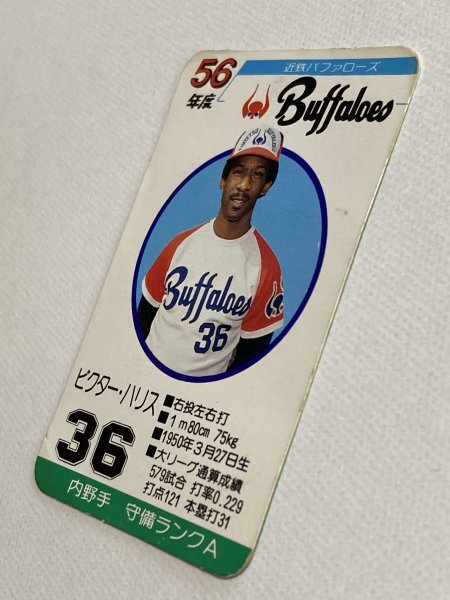 56
年度
近鉄バファローズ
Buffaloes
KINTETSU BUFFALOES
Buffaloes
36
ビクター・ハリス
36
■右投左右打
■1m80cm 75kg
■1950年3月27日生
■大リーグ通算成績
579試合 打率0.229
打点121 本塁打31
内野手 守備ランクA